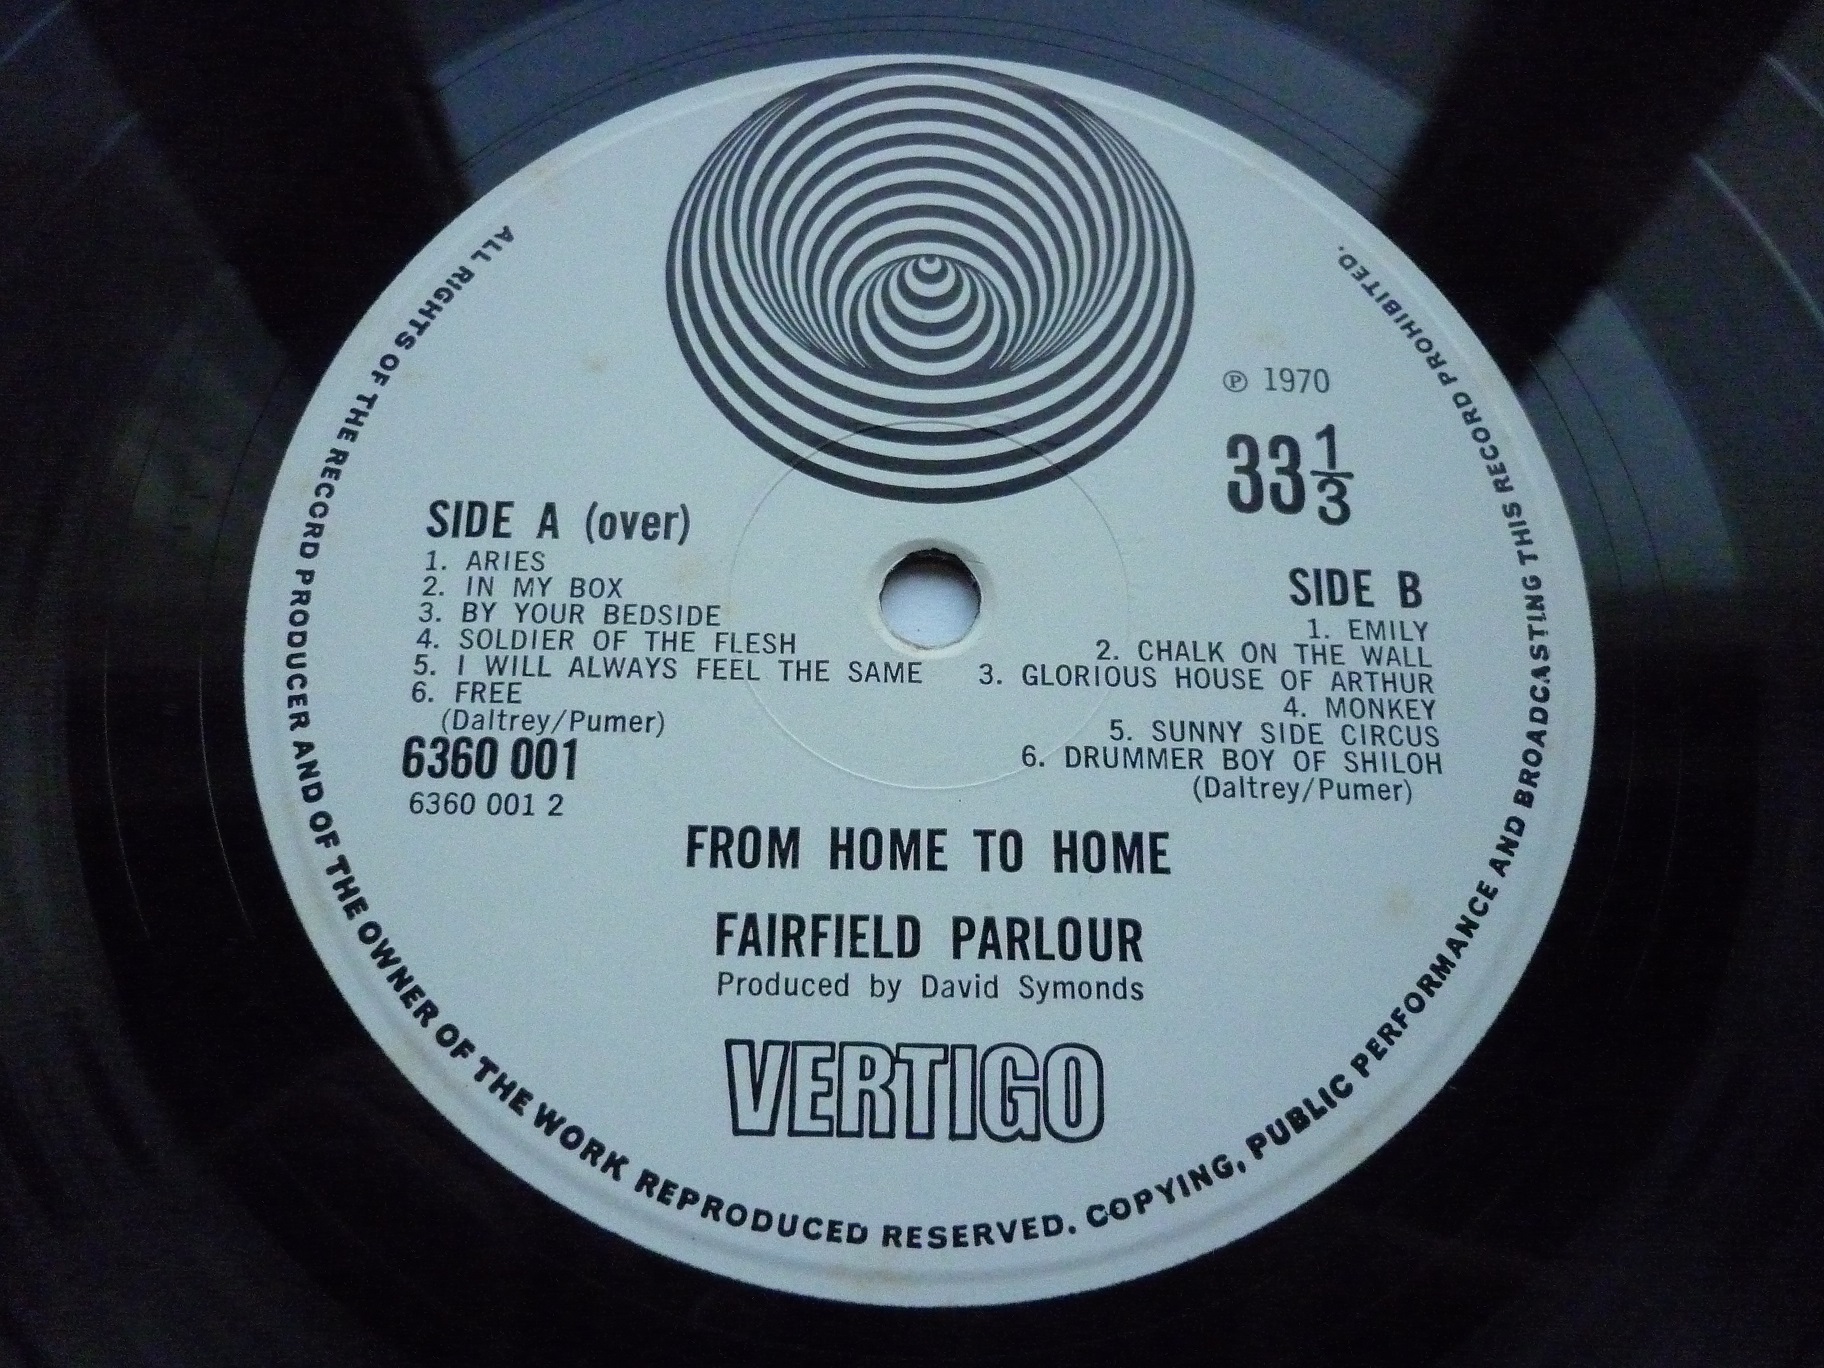 ALL RIGHTS OF THE RECORD PRODUCER AND OF THE OWNER OF THE WORK REPRODUCED RESERVED. COPYING, PUBLIC PERFORMANCE AND BROADCASTING THIS RECORD PROHIBITED.
℗ 1970
33 1/3
SIDE A (over)
1. ARIES
2. IN MY BOX
3. BY YOUR BEDSIDE
4. SOLDIER OF THE FLESH
5. I WILL ALWAYS FEEL THE SAME
6. FREE
(Daltrey/Pumer)
6360 001
6360 001 2
SIDE B
1. EMILY
2. CHALK ON THE WALL
3. GLORIOUS HOUSE OF ARTHUR
4. MONKEY
5. SUNNY SIDE CIRCUS
6. DRUMMER BOY OF SHILOH
(Daltrey/Pumer)
FROM HOME TO HOME
FAIRFIELD PARLOUR
Produced by David Symonds
VERTIGO